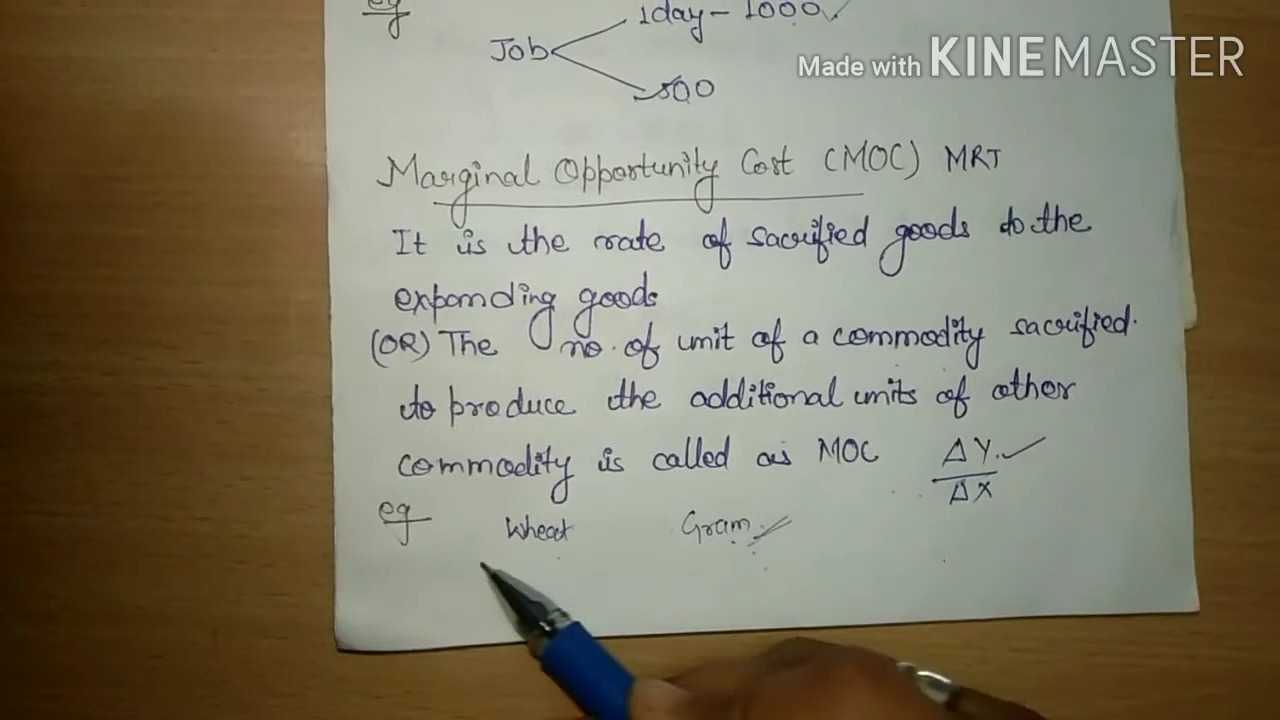 eg
1day - 1000
Made with KINEMASTER
Job
500
Marginal Opportunity Cost (MOC) MRT
It is the rate of sacrified goods to the
expanding goods
(OR) The no. of unit of a commodity sacrified.
to produce the additional units of other
commodity is called as MOC ΔY
ΔX
eg Wheat Gram